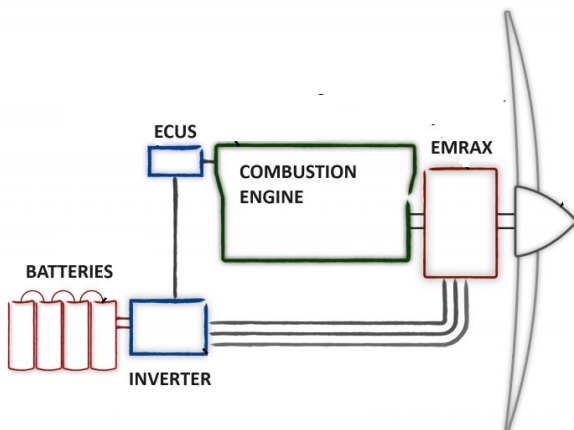 ECUS
COMBUSTION
ENGINE
EMRAX
BATTERIES
INVERTER